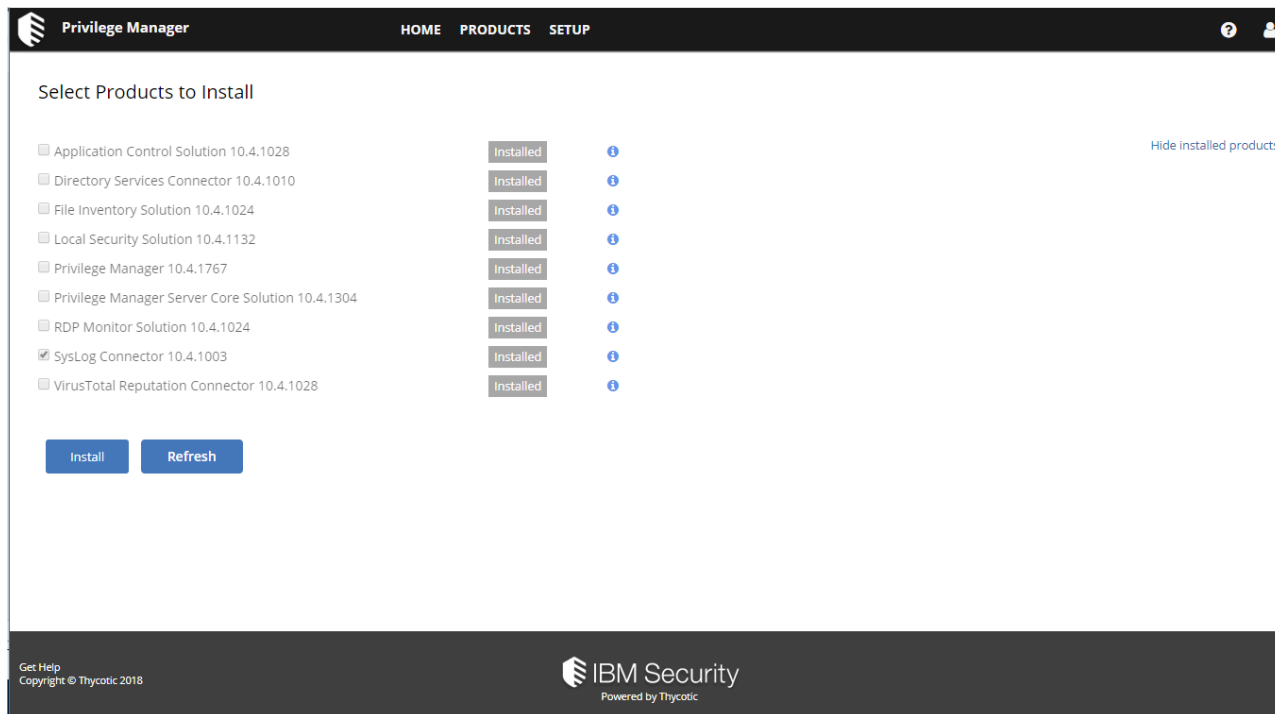 Privilege Manager HOME PRODUCTS SETUP
Select Products to Install
Hide installed products
Application Control Solution 10.4.1028 Installed
Directory Services Connector 10.4.1010 Installed
File Inventory Solution 10.4.1024 Installed
Local Security Solution 10.4.1132 Installed
Privilege Manager 10.4.1767 Installed
Privilege Manager Server Core Solution 10.4.1304 Installed
RDP Monitor Solution 10.4.1024 Installed
SysLog Connector 10.4.1003 Installed
VirusTotal Reputation Connector 10.4.1028 Installed
Install Refresh
Get Help
Copyright © Thycotic 2018
IBM Security
Powered by Thycotic